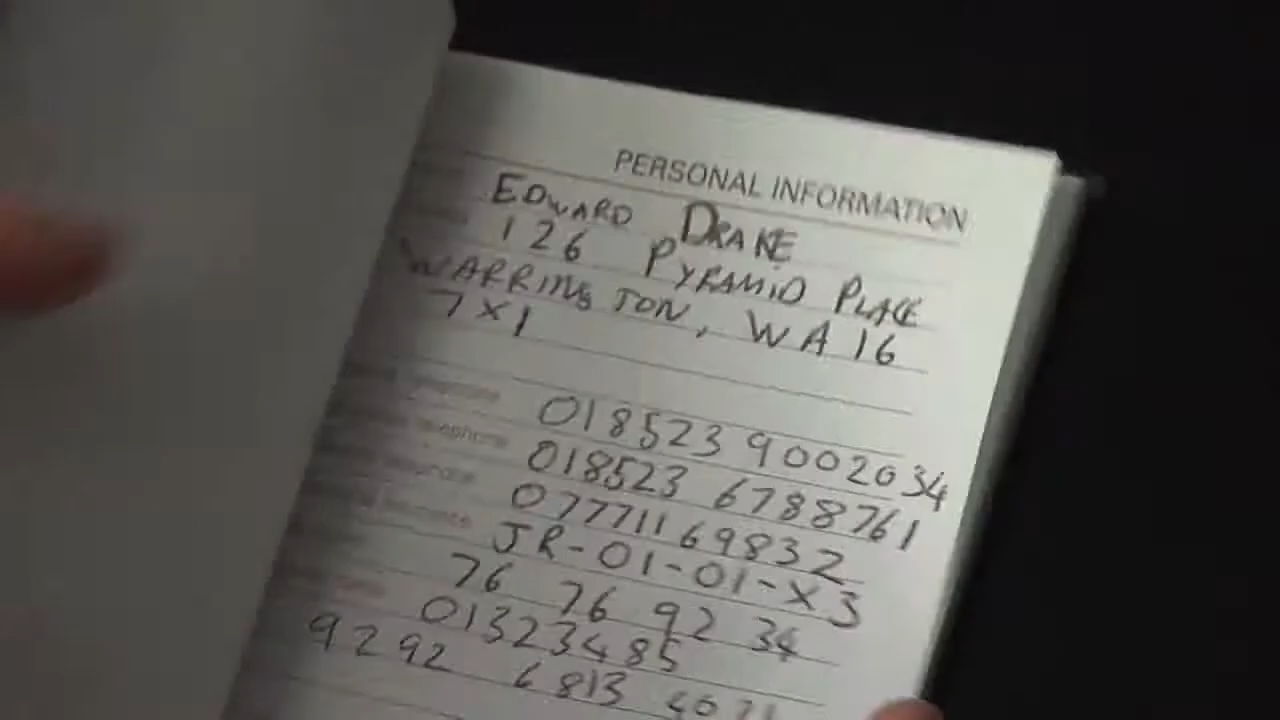 PERSONAL INFORMATION
EDWARD DRAKE
126 PYRAMID PLACE
WARRINGTON, WA16
7X1
018523 9002034
telephone 018523 6788761
07771169832
JR-01-01-X3
76 76 92 34
01323485
9292 6813